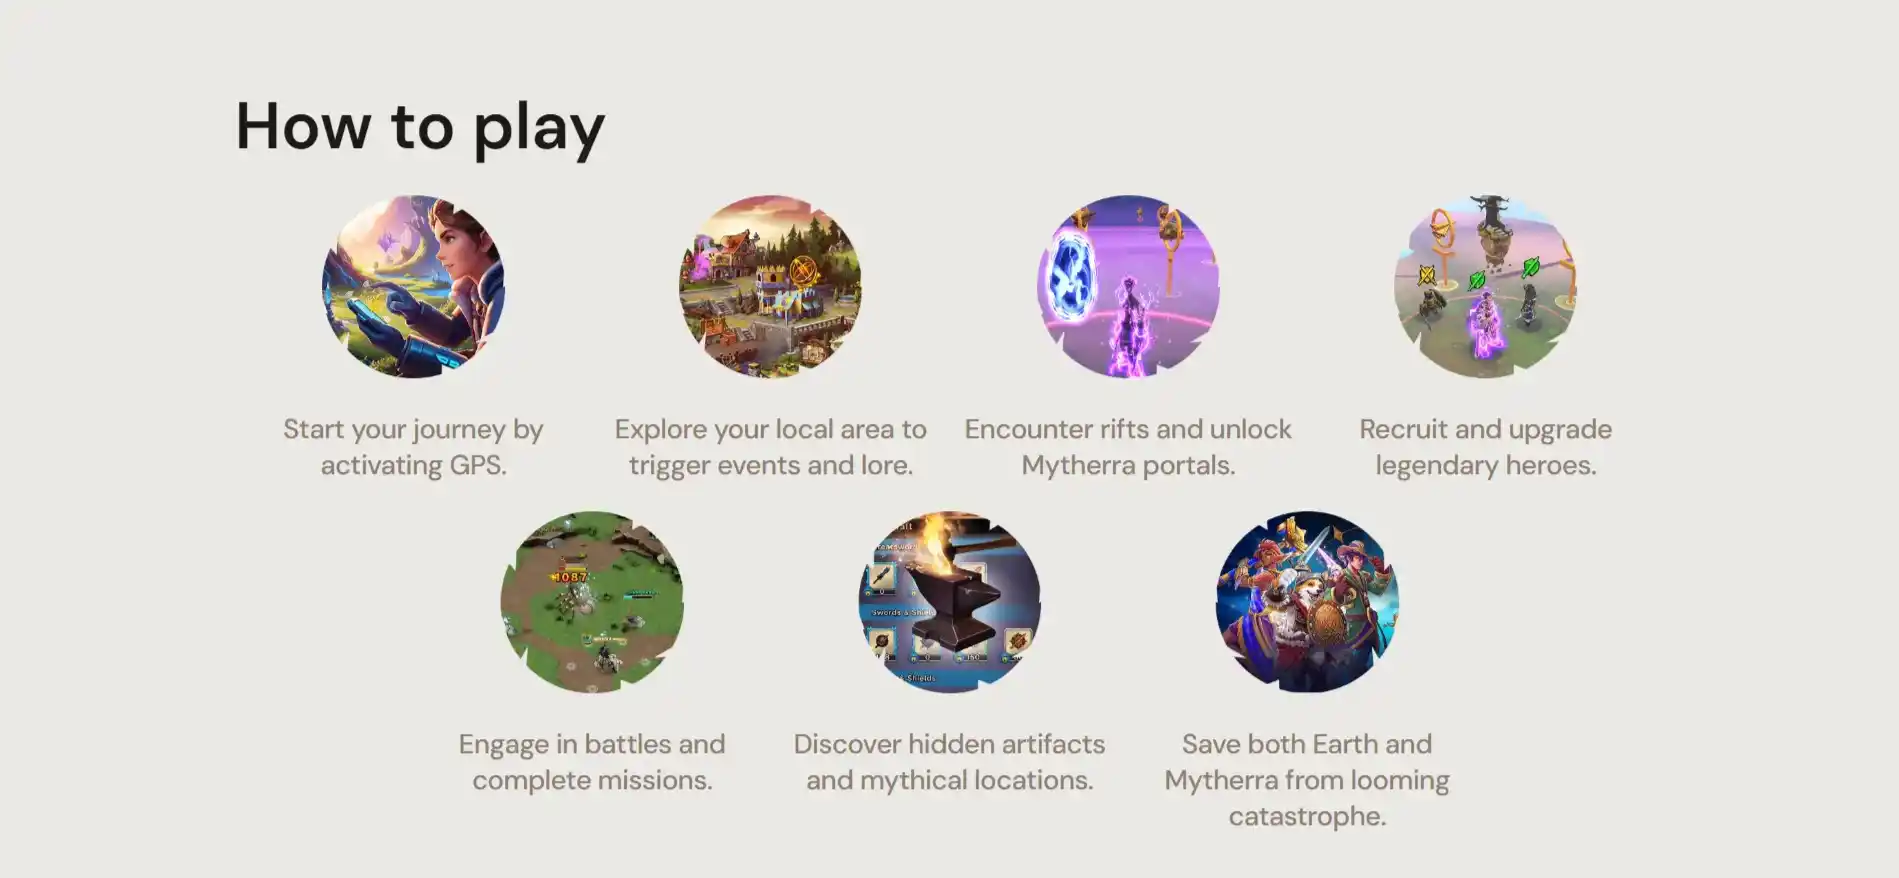 How to play
Start your journey by
activating GPS.
Explore your local area to
trigger events and lore.
Encounter rifts and unlock
Mytherra portals.
Recruit and upgrade
legendary heroes.
1087
Swords & Shield
& Shields
Engage in battles and
complete missions.
Discover hidden artifacts
and mythical locations.
Save both Earth and
Mytherra from looming
catastrophe.